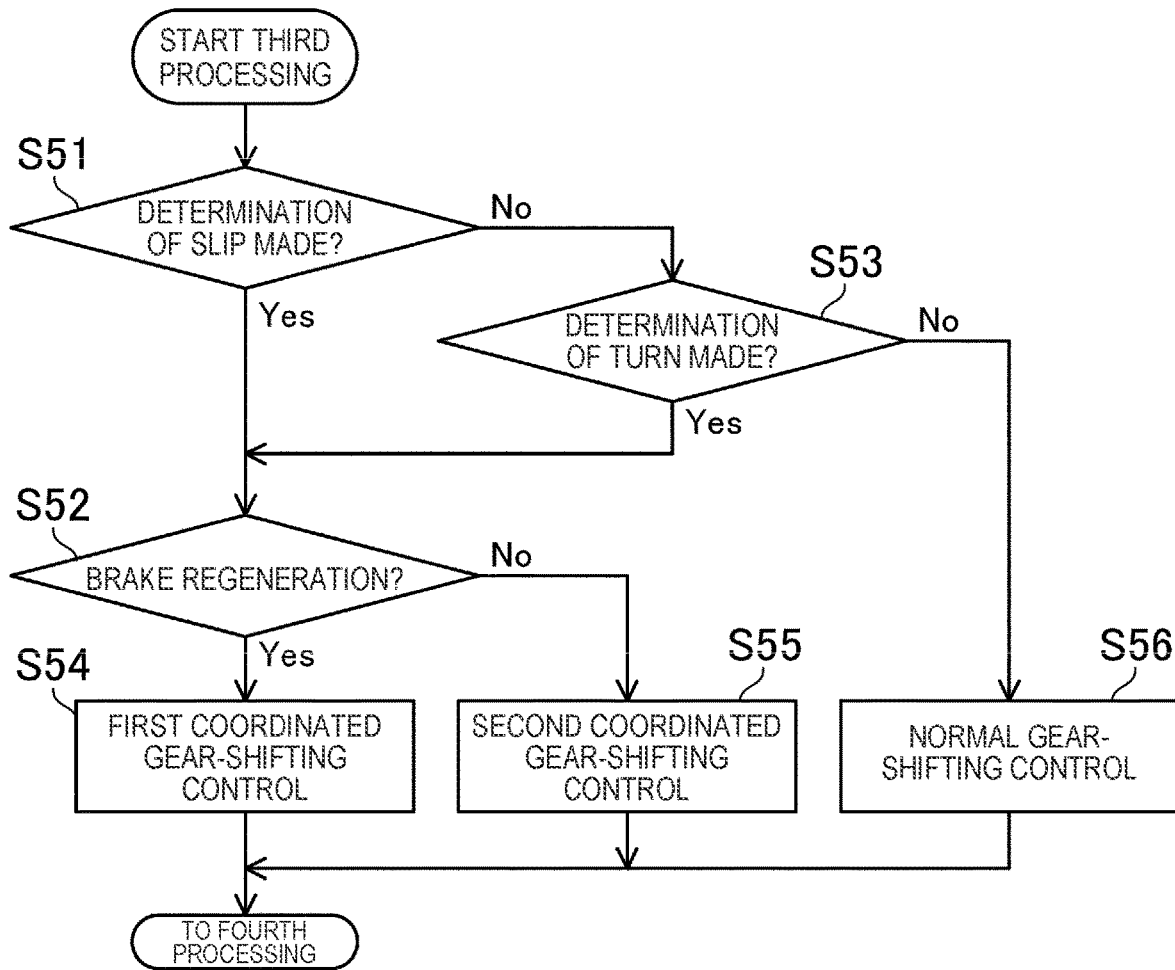 START THIRD
PROCESSING
S51
DETERMINATION
OF SLIP MADE?
No
Yes
S53
DETERMINATION
OF TURN MADE?
No
Yes
S52
BRAKE REGENERATION?
No
Yes
S54
FIRST COORDINATED
GEAR-SHIFTING
CONTROL
S55
SECOND COORDINATED
GEAR-SHIFTING
CONTROL
S56
NORMAL GEAR-
SHIFTING CONTROL
TO FOURTH
PROCESSING